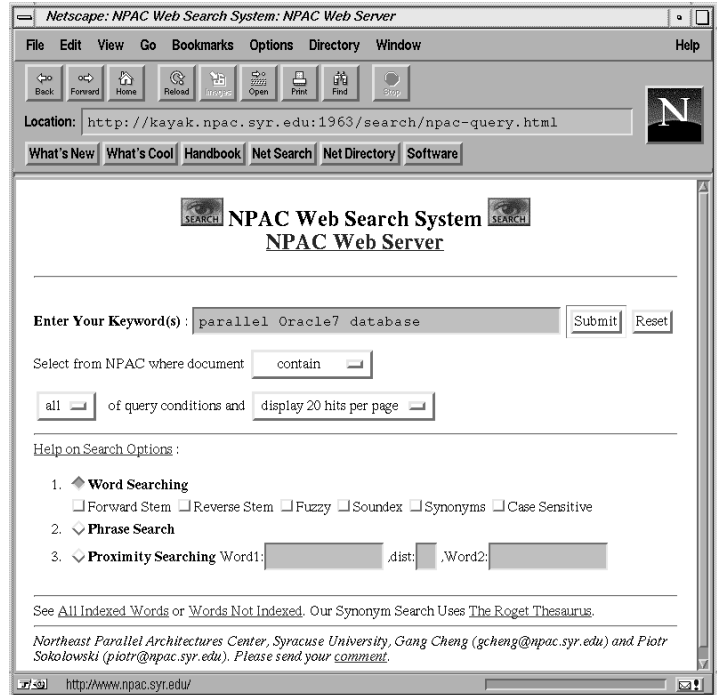 Netscape: NPAC Web Search System: NPAC Web Server
File Edit View Go Bookmarks Options Directory Window Help
Back Forward Home Reload Images Open Print Find Stop
Location: http://kayak.npac.syr.edu:1963/search/npac-query.html
N
What's New What's Cool Handbook Net Search Net Directory Software
SEARCH NPAC Web Search System SEARCH
NPAC Web Server
Enter Your Keyword(s) : parallel Oracle7 database Submit Reset
Select from NPAC where document contain
all of query conditions and display 20 hits per page
Help on Search Options :
1. Word Searching
Forward Stem Reverse Stem Fuzzy Soundex Synonyms Case Sensitive
2. Phrase Search
3. Proximity Searching Word1: ,dist: ,Word2:
See All Indexed Words or Words Not Indexed. Our Synonym Search Uses The Roget Thesaurus.
Northeast Parallel Architectures Center, Syracuse University, Gang Cheng (gcheng@npac.syr.edu) and Piotr
Sokolowski (piotr@npac.syr.edu). Please send your comment.
http://www.npac.syr.edu/